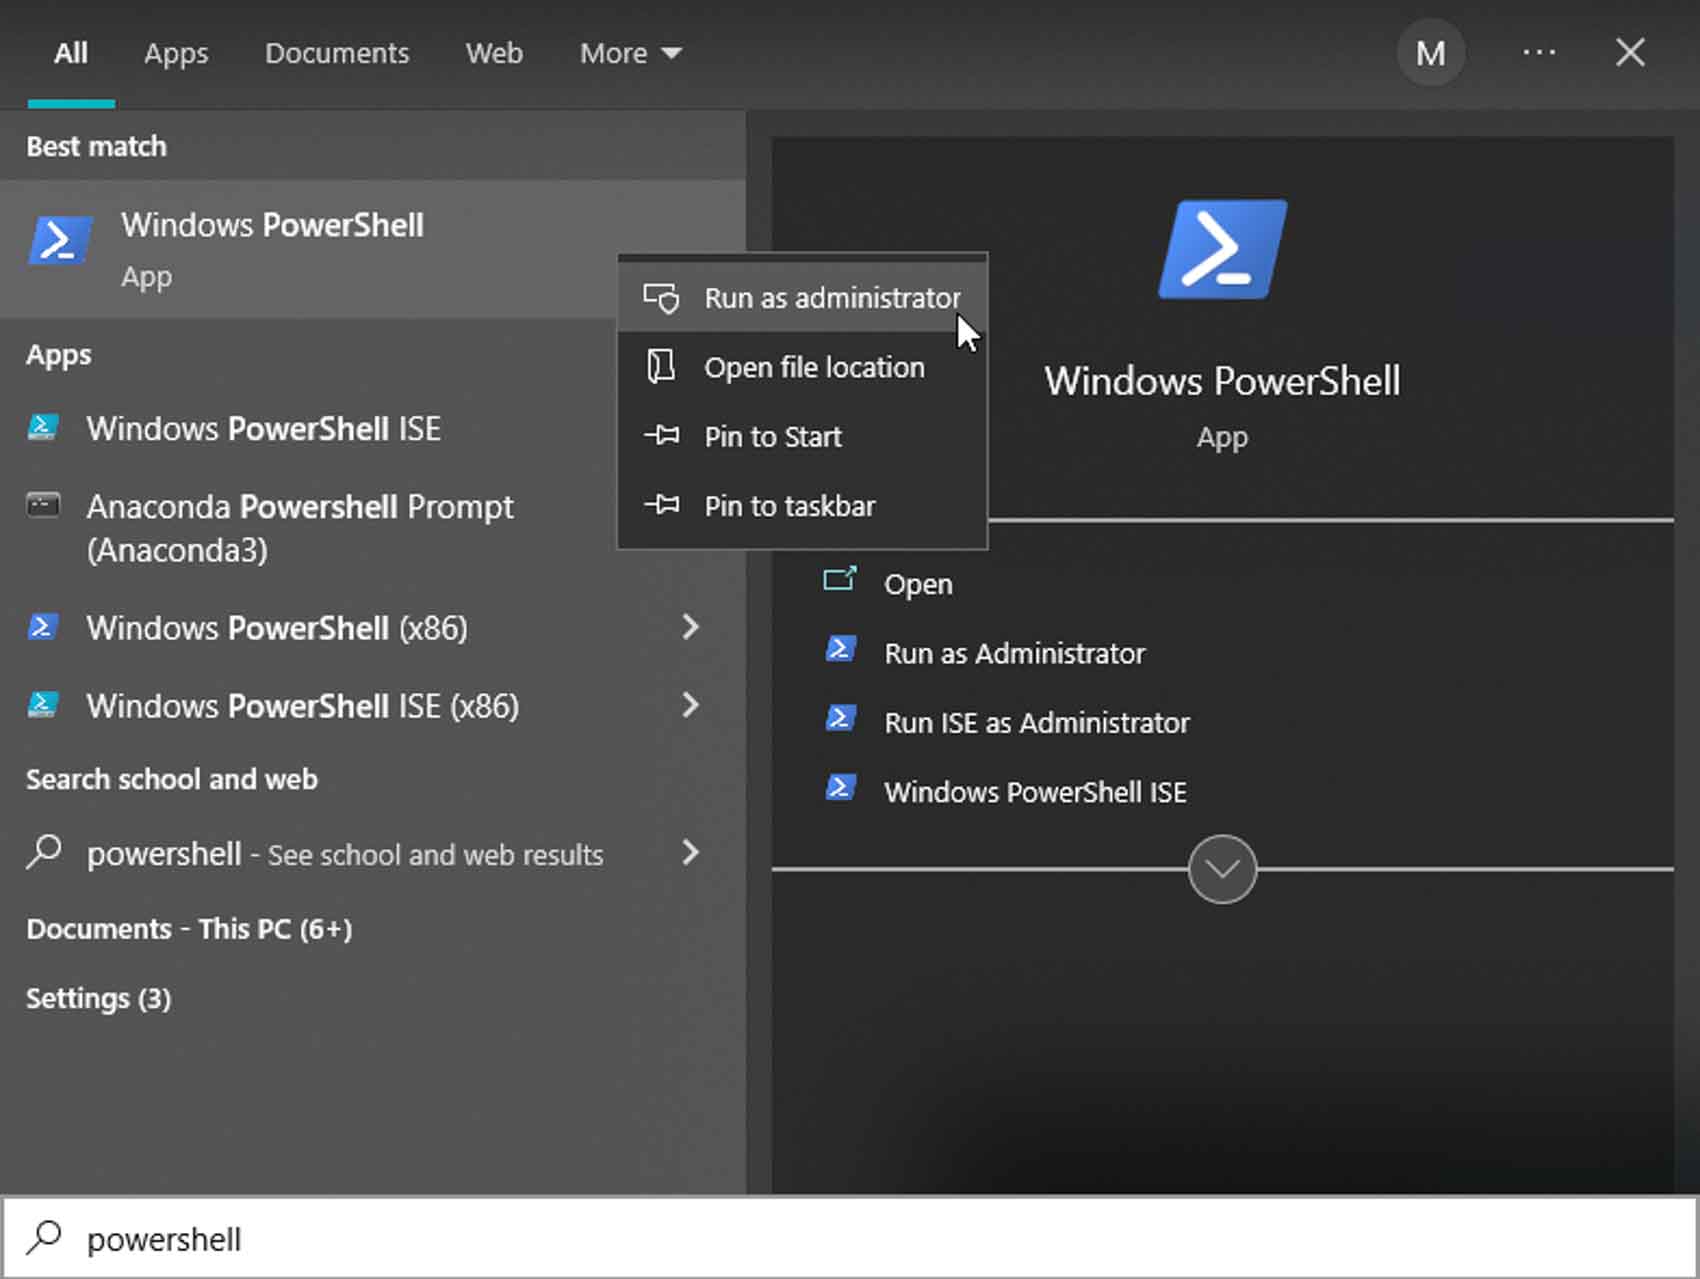 All Apps Documents Web More M
Best match
Windows PowerShell
App
Apps
Windows PowerShell ISE
Anaconda Powershell Prompt
(Anaconda3)
Windows PowerShell (x86)
Windows PowerShell ISE (x86)
Search school and web
powershell - See school and web results
Documents - This PC (6+)
Settings (3)
Run as administrator
Open file location
Pin to Start
Pin to taskbar
Windows PowerShell
App
Open
Run as Administrator
Run ISE as Administrator
Windows PowerShell ISE
powershell